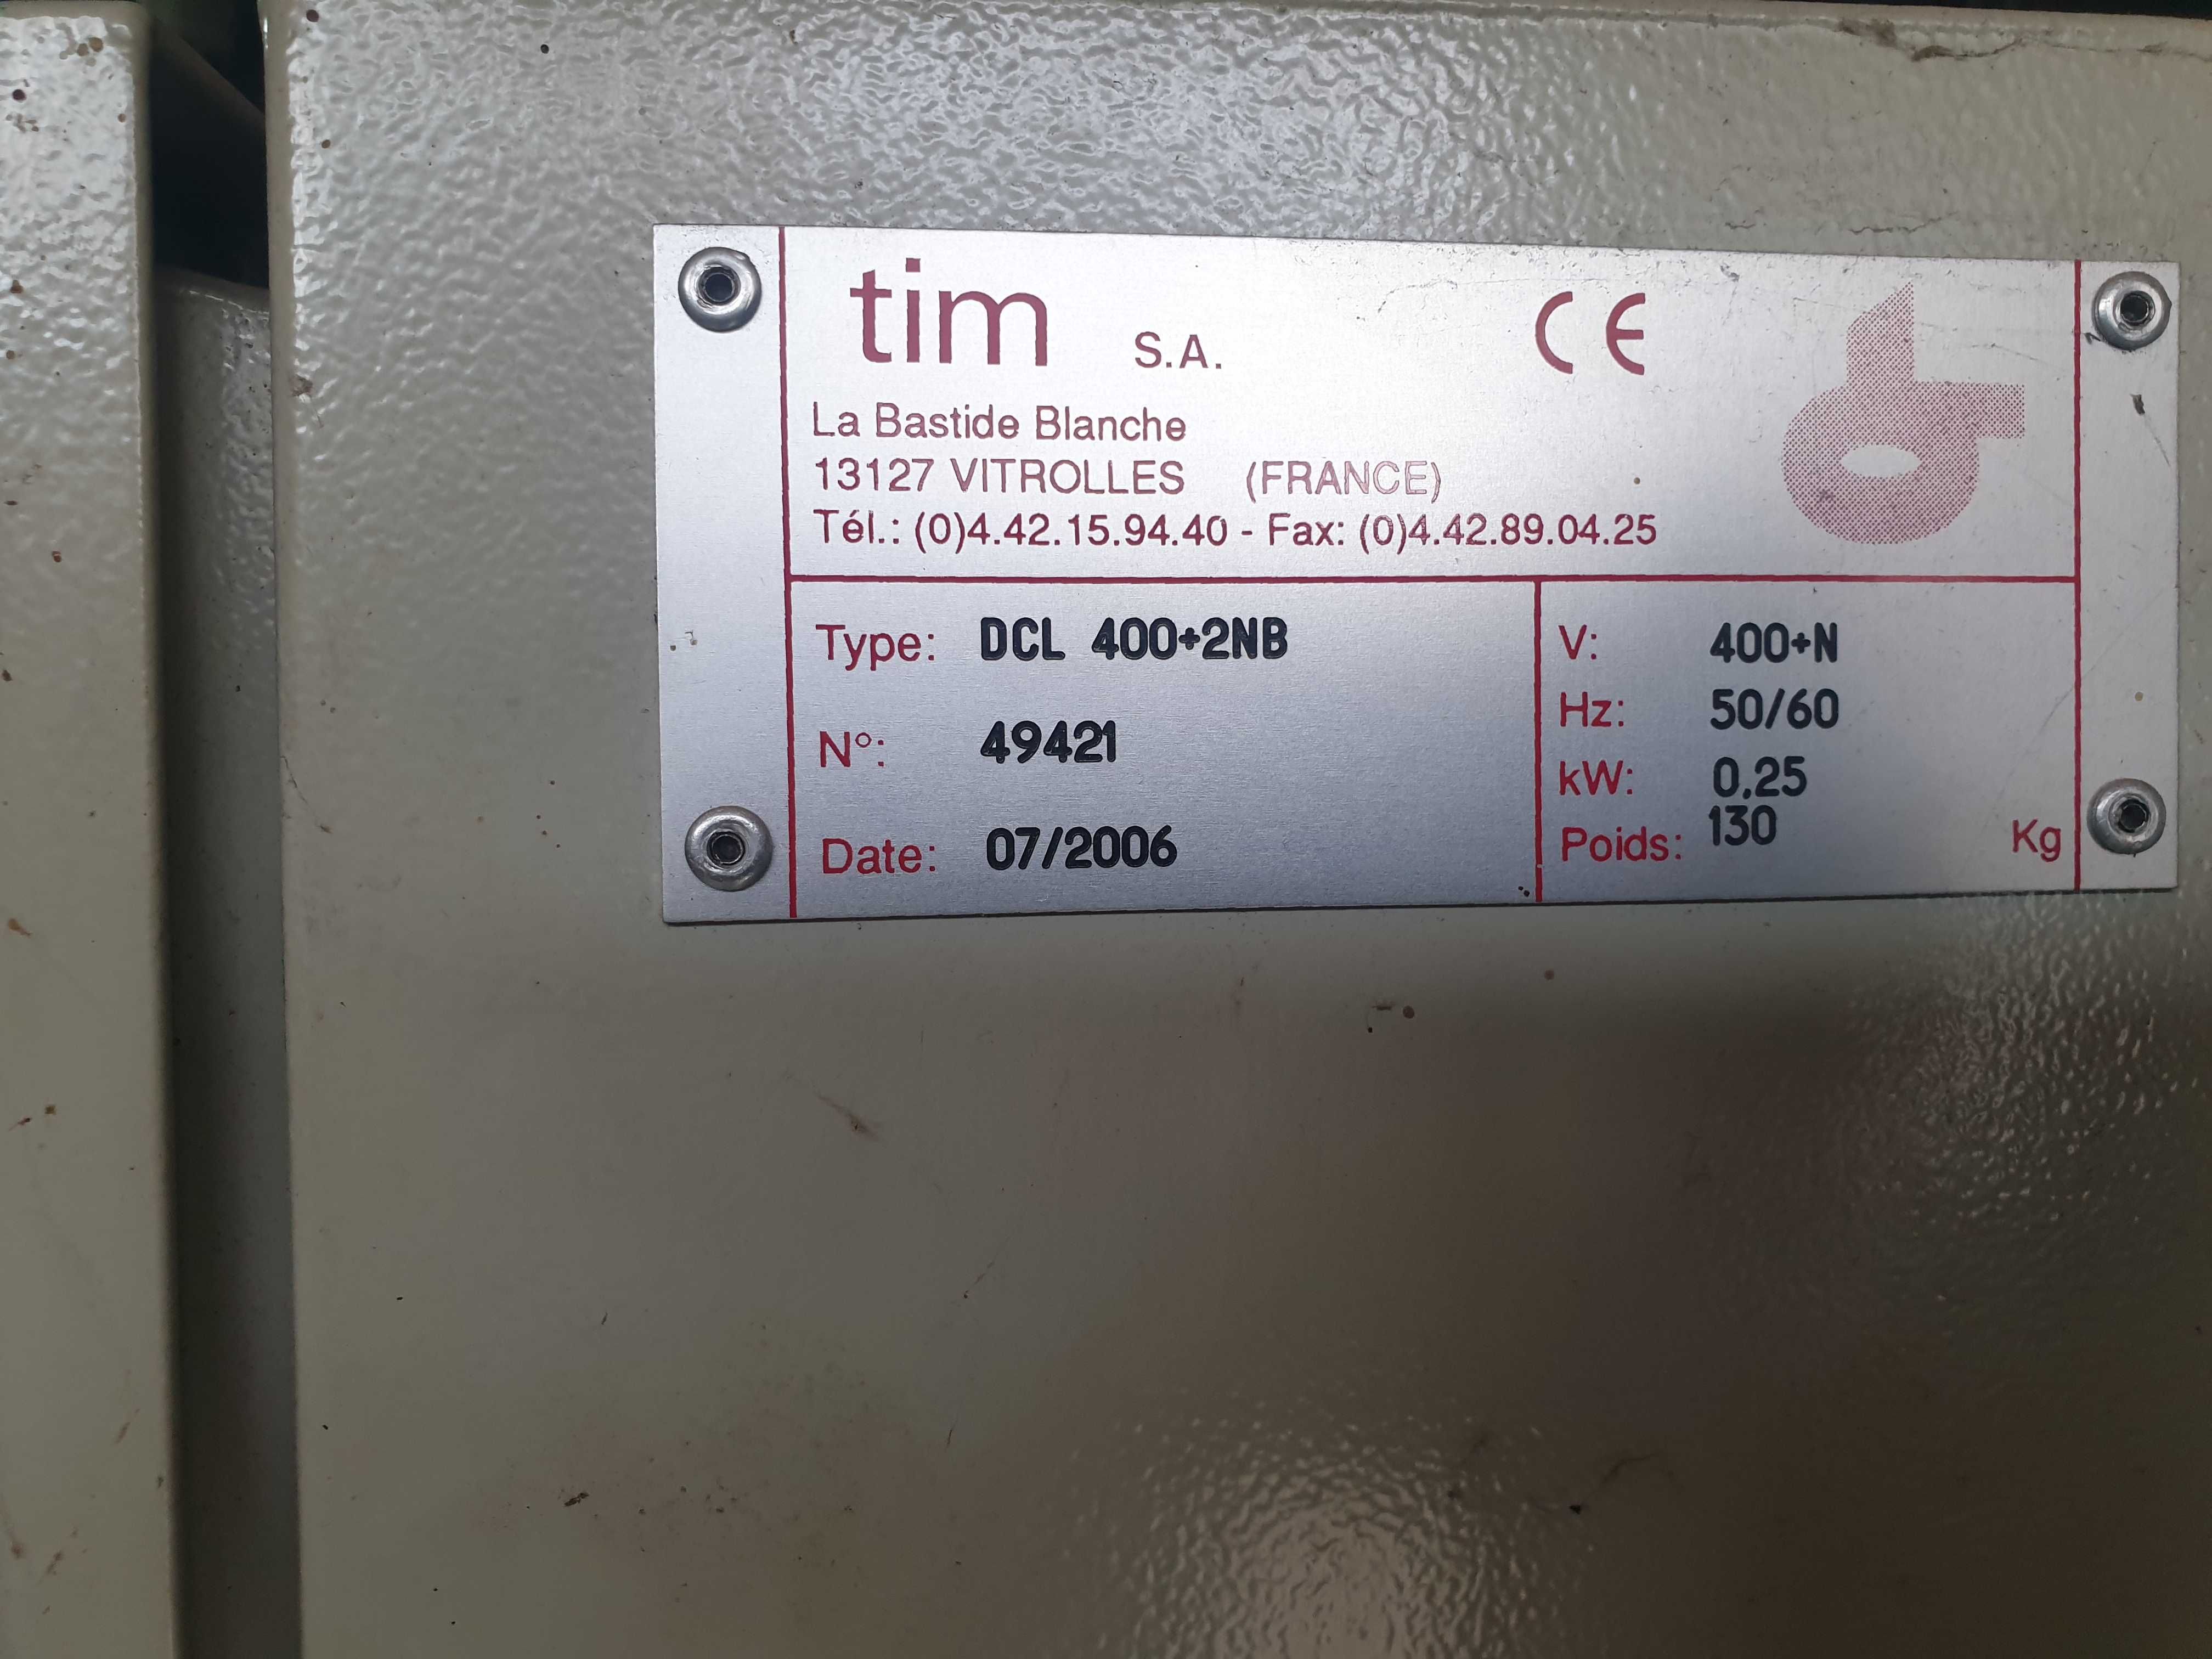 tim S.A. CE
La Bastide Blanche
13127 VITROLLES (FRANCE)
Tél.: (0)4.42.15.94.40 - Fax: (0)4.42.89.04.25
Type: DCL 400+2NB
N°: 49421
Date: 07/2006
V: 400+N
Hz: 50/60
kW: 0.25
Poids: 130 Kg